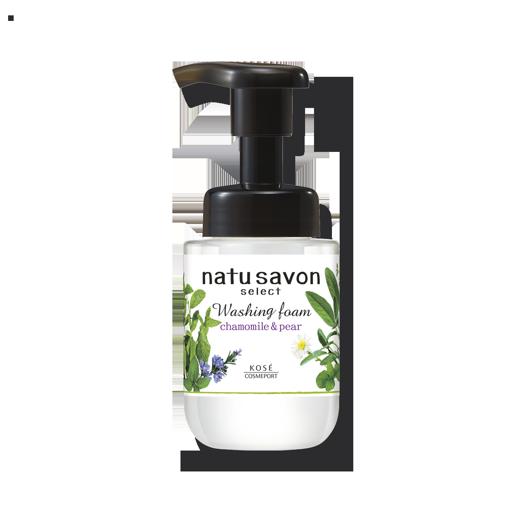 natu savon
select
Washing foam
chamomile & pear
KOSÉ
COSMEPORT